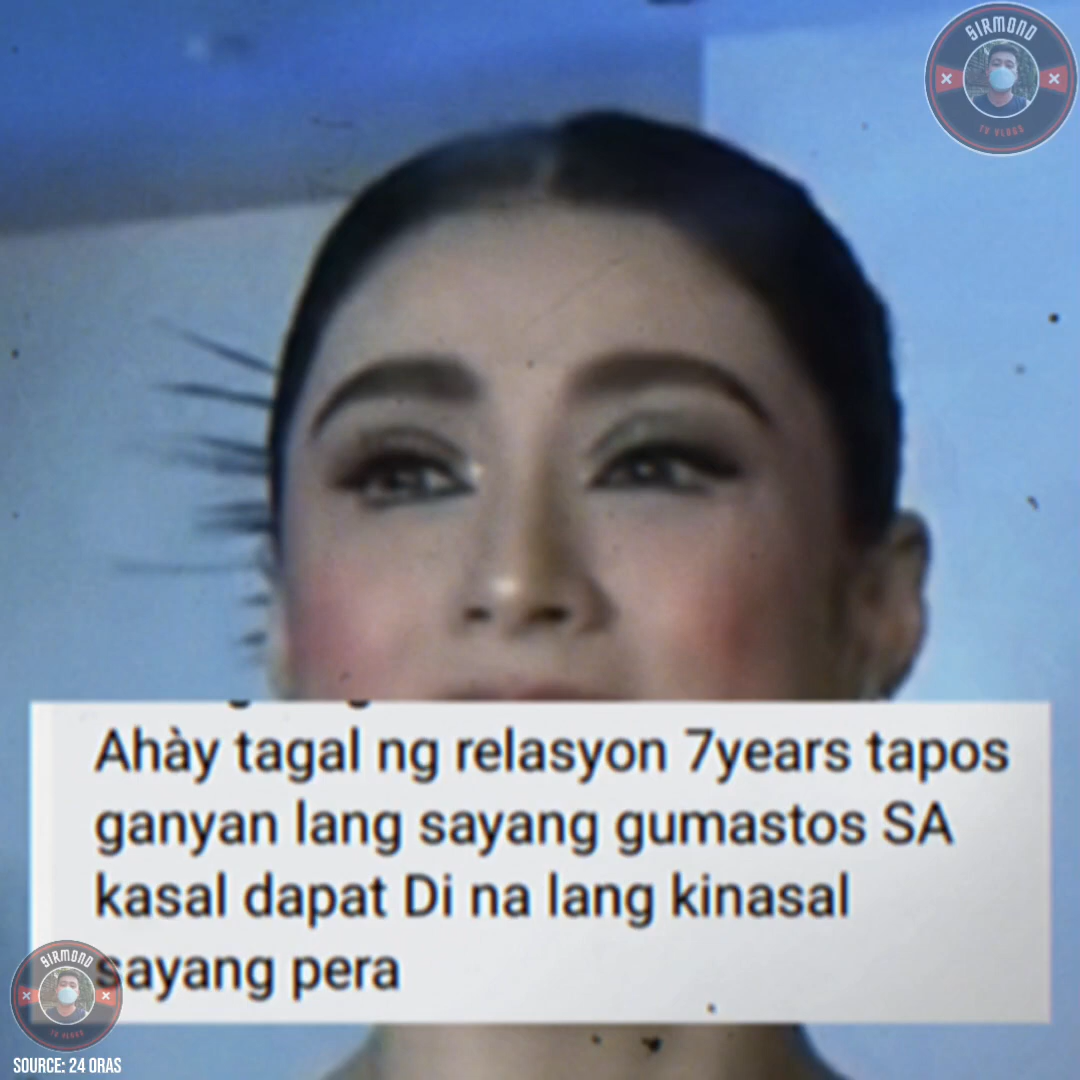 SIRMOND
TV VLOGS
Ahày tagal ng relasyon 7years tapos
ganyan lang sayang gumastos SA
kasal dapat Di na lang kinasal
sayang pera
SIRMOND
TV VLOGS
SOURCE: 24 ORAS